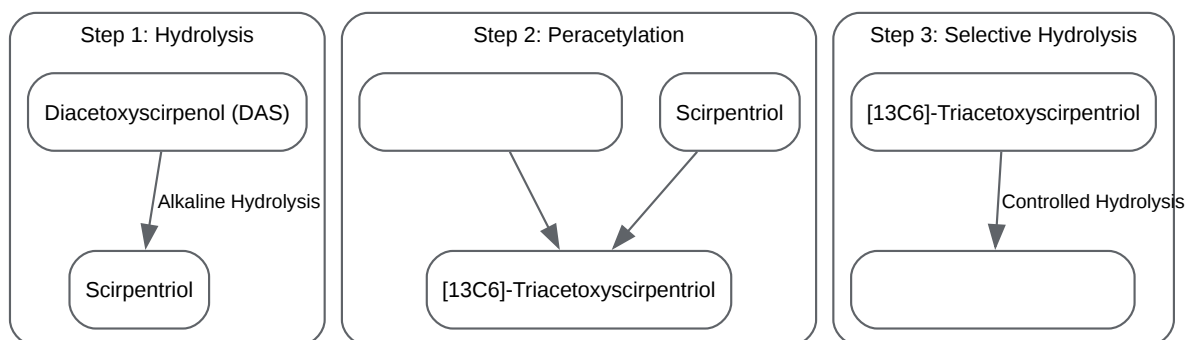 Step 1: Hydrolysis
Diacetoxyscirpenol (DAS)
Alkaline Hydrolysis
Scirpentriol
Step 2: Peracetylation
Scirpentriol
[13C6]-Triacetoxyscirpentriol
Step 3: Selective Hydrolysis
[13C6]-Triacetoxyscirpentriol
Controlled Hydrolysis